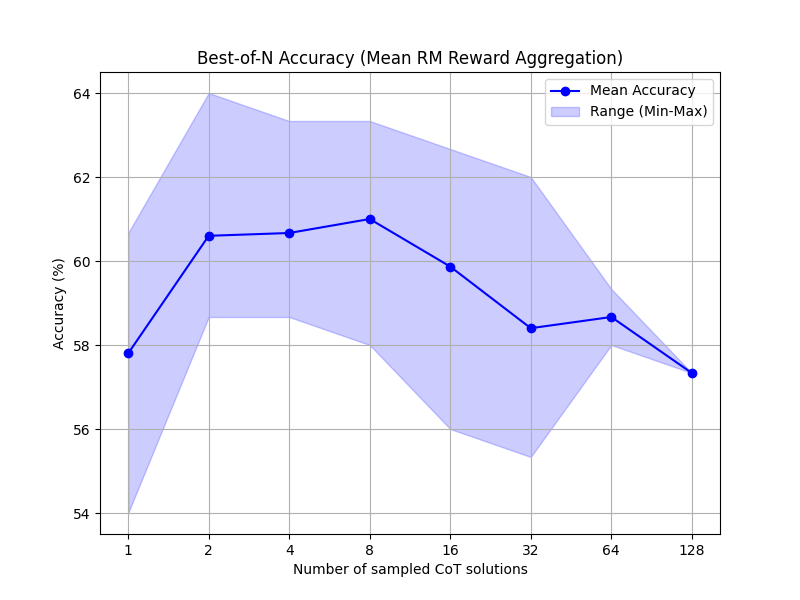 Best-of-N Accuracy (Mean RM Reward Aggregation)
Mean Accuracy
Range (Min-Max)
Accuracy (%)
64
62
60
58
56
54
1 2 4 8 16 32 64 128
Number of sampled CoT solutions